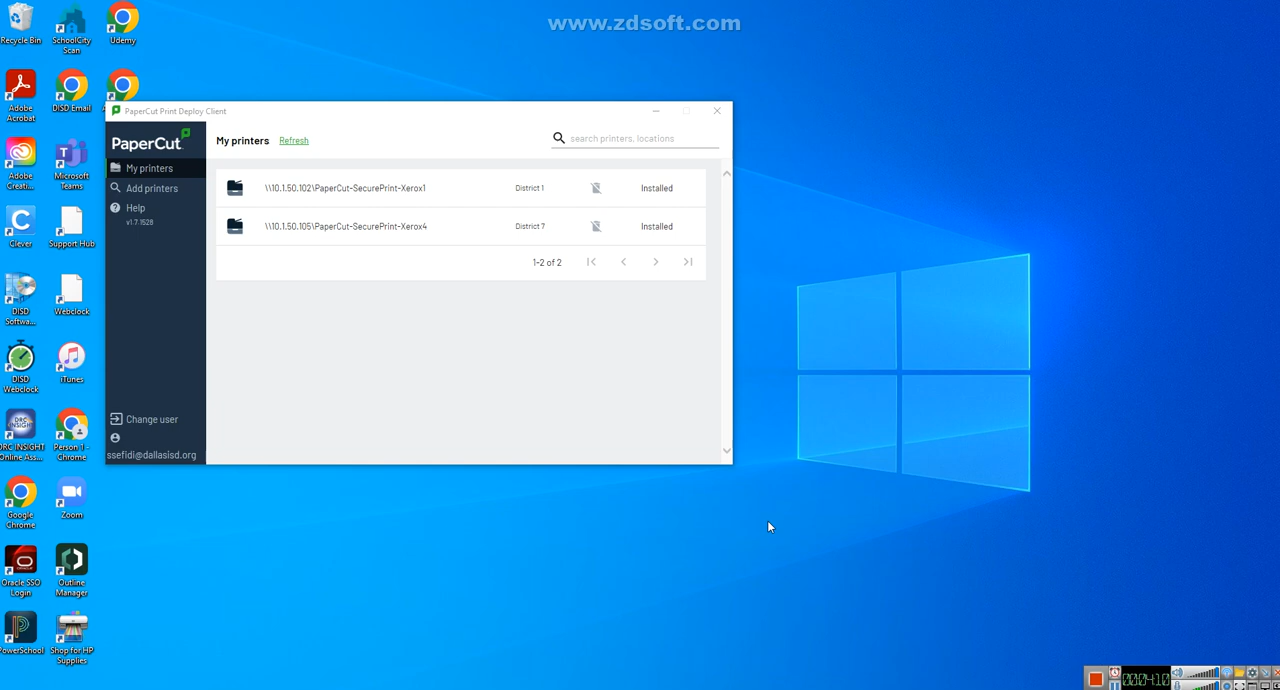 www.zdsoft.com
Recycle Bin
SchoolCity Scan
Udemy
Adobe Acrobat
DISD Email
Adobe Creati...
Microsoft Teams
Clever
Support Hub
DISD Softwa...
Webclock
DISD Webclock
iTunes
DRC INSIGHT Online Ass...
Person 1 - Chrome
Google Chrome
Zoom
Oracle SSO Login
Outline Manager
PowerSchool
Shop for HP Supplies
PaperCut Print Deploy Client
PaperCut
My printers
Add printers
Help
v1.7.1528
Change user
ssefidi@dallasisd.org
My printers Refresh
search printers, locations
\\10.1.50.102\PaperCut-SecurePrint-Xerox1 District 1 Installed
\\10.1.50.105\PaperCut-SecurePrint-Xerox4 District 7 Installed
1-2 of 2